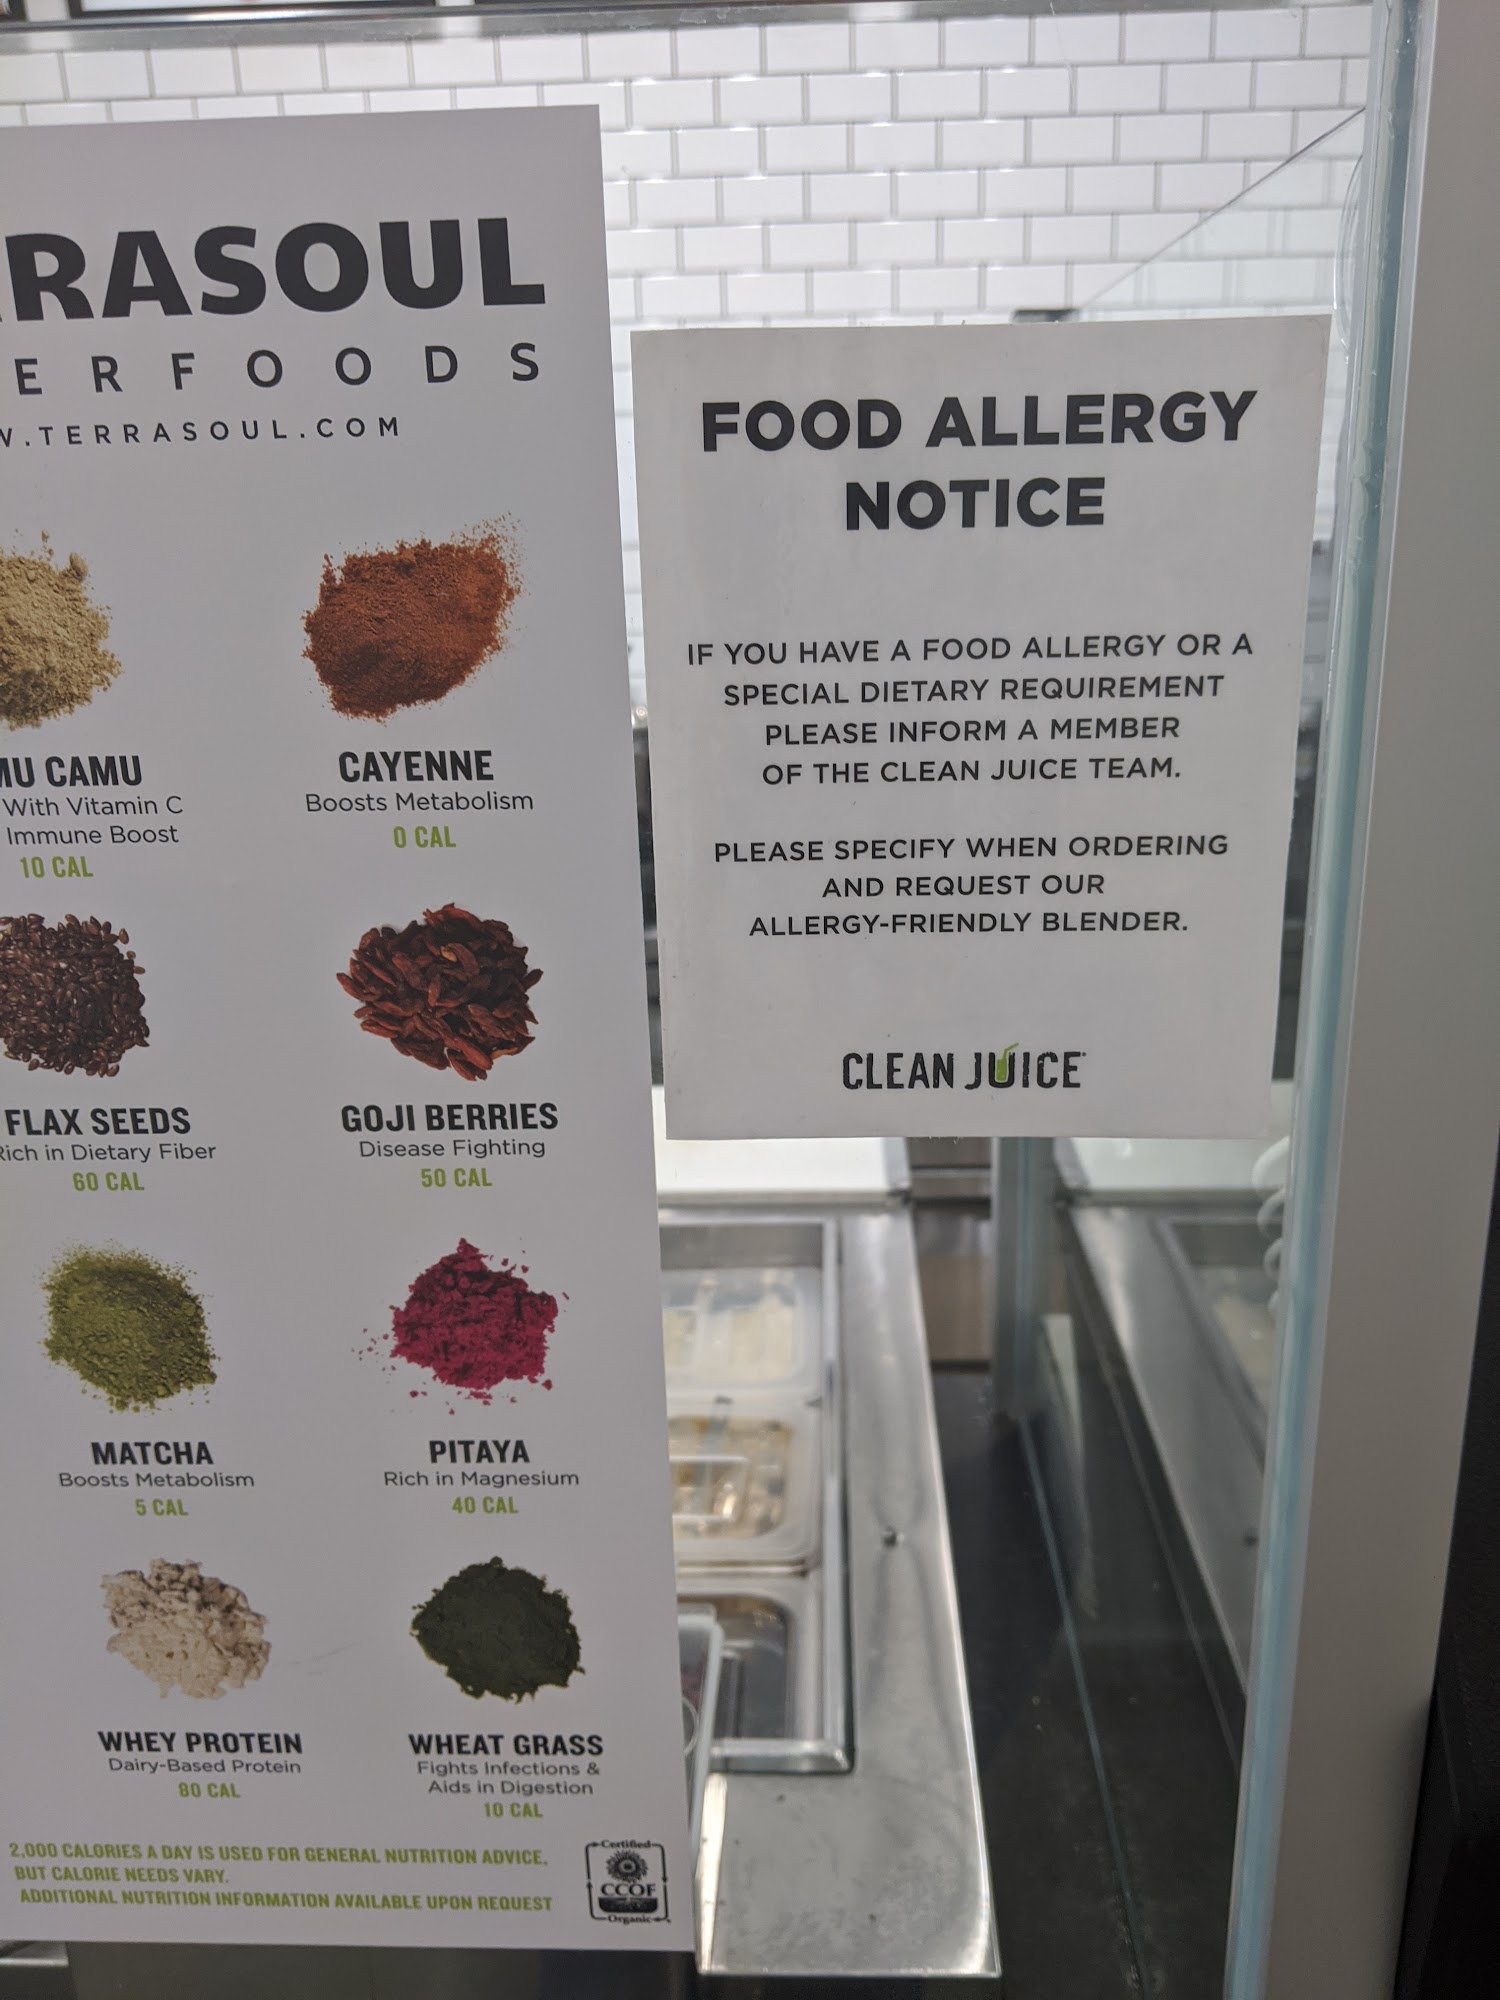 RASOUL
ERFOODS
.TERRASOUL.COM
MU CAMU
With Vitamin C
Immune Boost
10 CAL
CAYENNE
Boosts Metabolism
0 CAL
FLAX SEEDS
Rich in Dietary Fiber
60 CAL
GOJI BERRIES
Disease Fighting
50 CAL
MATCHA
Boosts Metabolism
5 CAL
PITAYA
Rich in Magnesium
40 CAL
WHEY PROTEIN
Dairy-Based Protein
80 CAL
WHEAT GRASS
Fights Infections &
Aids in Digestion
10 CAL
2,000 CALORIES A DAY IS USED FOR GENERAL NUTRITION ADVICE,
BUT CALORIE NEEDS VARY.
ADDITIONAL NUTRITION INFORMATION AVAILABLE UPON REQUEST
Certified
CCOF
Organic
FOOD ALLERGY
NOTICE
IF YOU HAVE A FOOD ALLERGY OR A
SPECIAL DIETARY REQUIREMENT
PLEASE INFORM A MEMBER
OF THE CLEAN JUICE TEAM.
PLEASE SPECIFY WHEN ORDERING
AND REQUEST OUR
ALLERGY-FRIENDLY BLENDER.
CLEAN JUICE